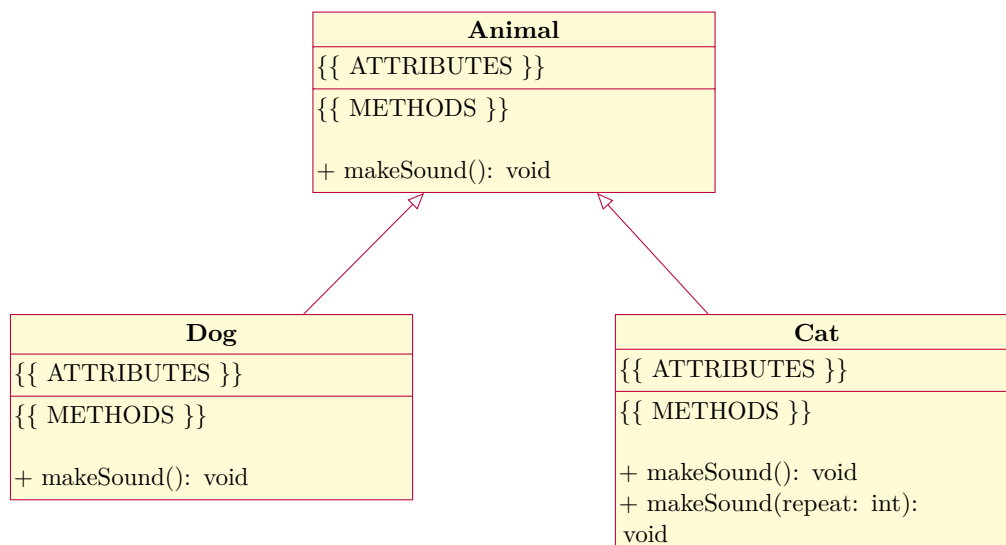 Animal
{{ ATTRIBUTES }}
{{ METHODS }}
+ makeSound(): void
Dog
{{ ATTRIBUTES }}
{{ METHODS }}
+ makeSound(): void
Cat
{{ ATTRIBUTES }}
{{ METHODS }}
+ makeSound(): void
+ makeSound(repeat: int):
void